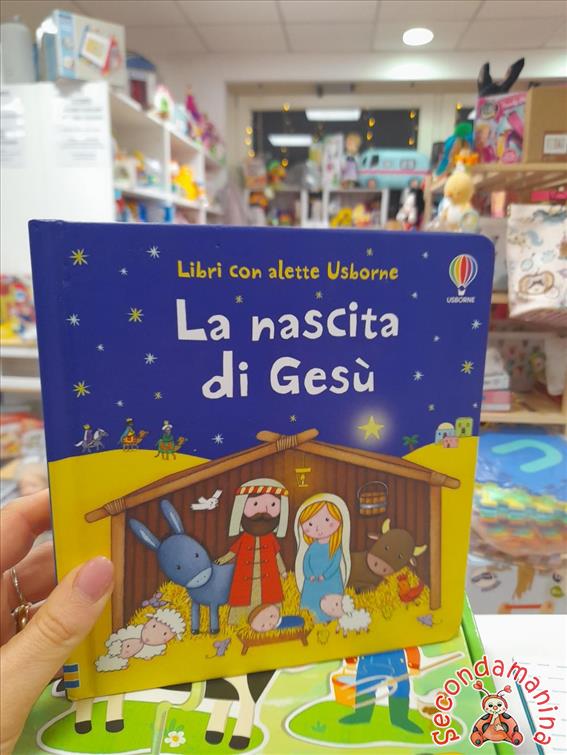 Libri con alette Usborne
USBORNE
La nascita
di Gesù
secondamanina